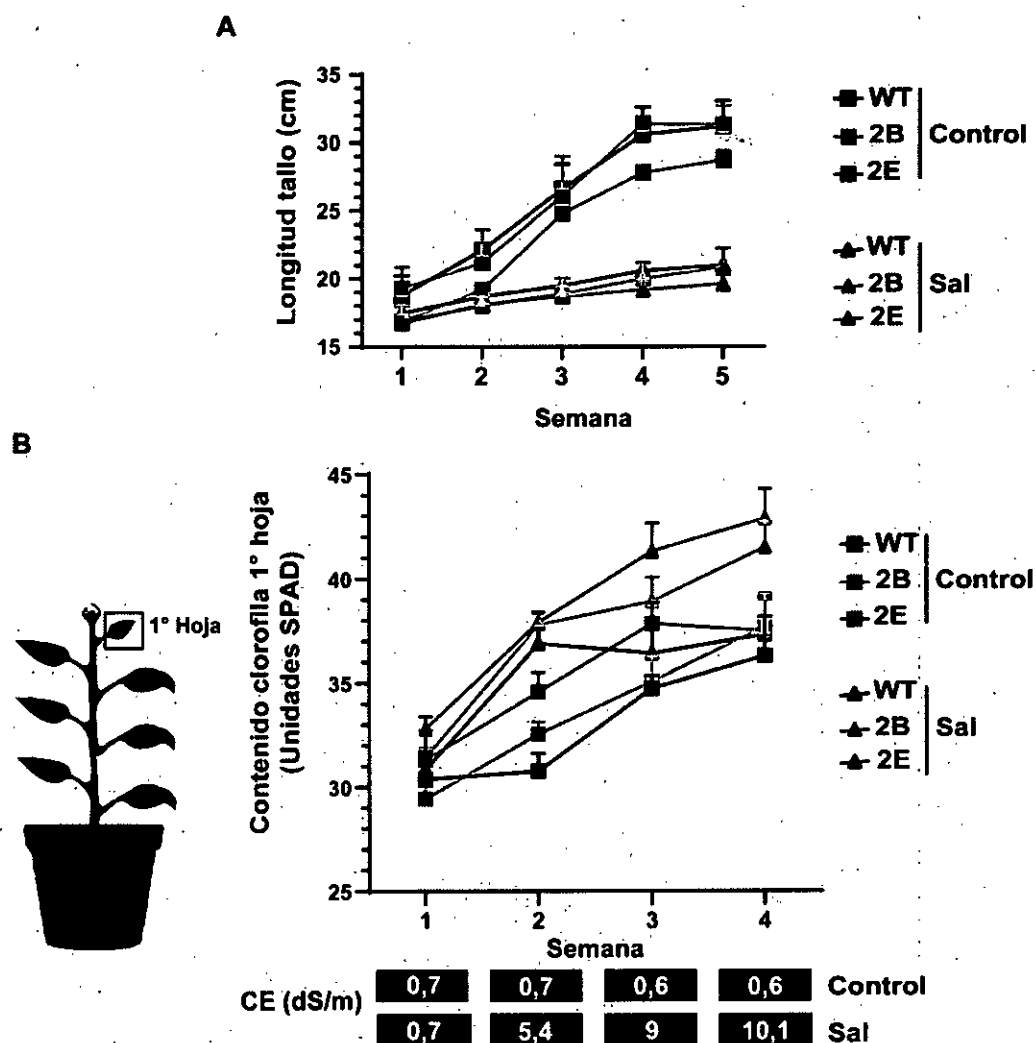 A
Longitud tallo (cm)
35
30
25
20
15
1 2 3 4 5
Semana
WT
2B
2E
Control
WT
2B
2E
Sal
B
1° Hoja
Contenido clorofila 1° hoja
(Unidades SPAD)
45
40
35
30
25
1 2 3 4
Semana
WT
2B
2E
Control
WT
2B
2E
Sal
CE (dS/m)
0,7 0,7 0,6 0,6 Control
0,7 5,4 9 10,1 Sal